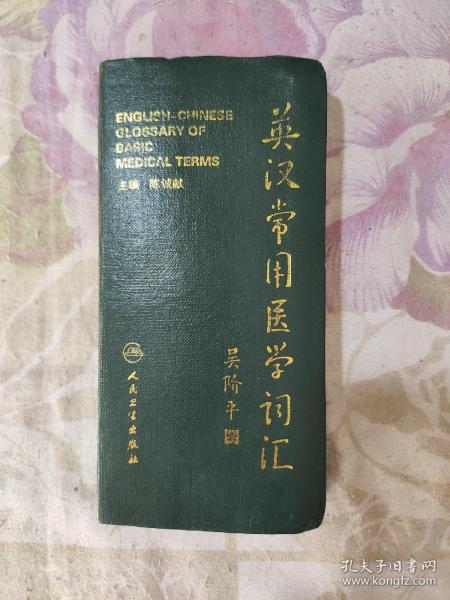 ENGLISH-CHINESE
GLOSSARY OF
BASIC
MEDICAL TERMS
主编 陈诚献
英汉常用医学词汇
吴阶平
人民卫生出版社
孔夫子旧书网
www.kongfz.com